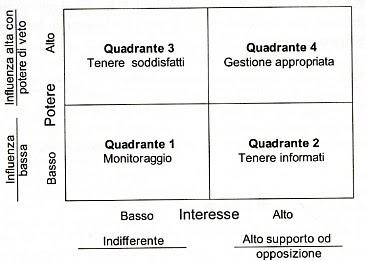 Influenza alta con
potere di veto
Alto
Quadrante 3
Tenere soddisfatti
Quadrante 4
Gestione appropriata
Potere
Influenza
bassa
Basso
Quadrante 1
Monitoraggio
Quadrante 2
Tenere informati
Basso
Interesse
Alto
Indifferente
Alto supporto od
opposizione